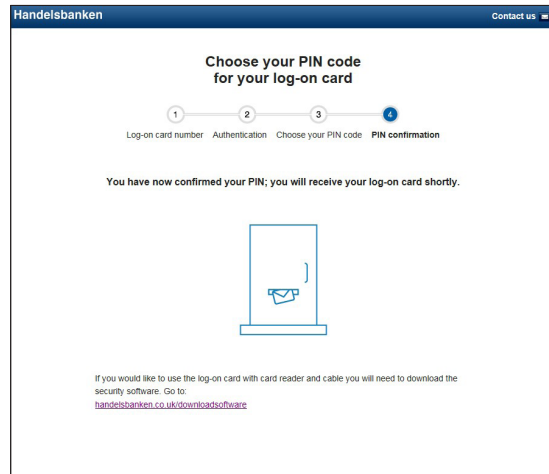 Handelsbanken
Contact us
Choose your PIN code
for your log-on card
1 2 3 4
Log-on card number Authentication Choose your PIN code PIN confirmation
You have now confirmed your PIN; you will receive your log-on card shortly.
If you would like to use the log-on card with card reader and cable you will need to download the
security software. Go to:
handelsbanken.co.uk/downloadsoftware